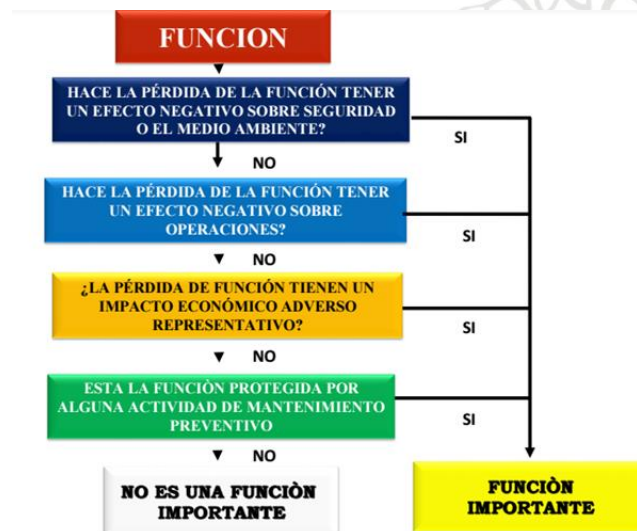 FUNCION
HACE LA PÉRDIDA DE LA FUNCIÓN TENER
UN EFECTO NEGATIVO SOBRE SEGURIDAD
O EL MEDIO AMBIENTE?
SI
NO
HACE LA PÉRDIDA DE LA FUNCIÓN TENER
UN EFECTO NEGATIVO SOBRE
OPERACIONES?
SI
NO
¿LA PÉRDIDA DE FUNCIÓN TIENEN UN
IMPACTO ECONÓMICO ADVERSO
REPRESENTATIVO?
SI
NO
ESTA LA FUNCIÒN PROTEGIDA POR
ALGUNA ACTIVIDAD DE MANTENIMIENTO
PREVENTIVO
SI
NO
NO ES UNA FUNCIÒN
IMPORTANTE
FUNCIÒN
IMPORTANTE